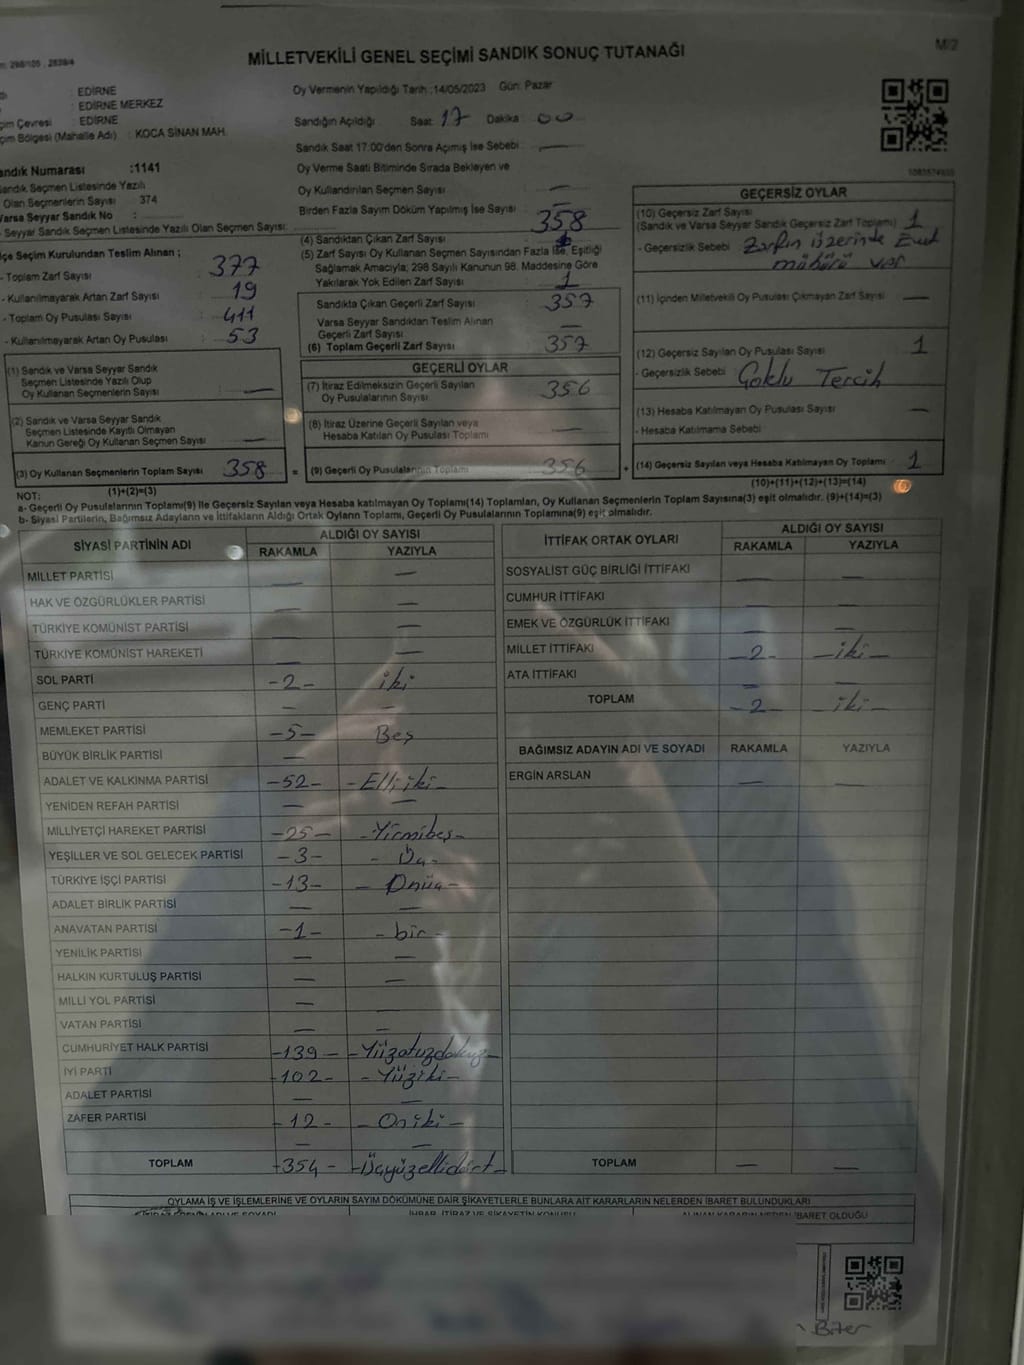 MİLLETVEKİLİ GENEL SEÇİMİ SANDIK SONUÇ TUTANAĞI
M/2
298/105 , 2839/4
: EDİRNE
: EDİRNE MERKEZ
çim Çevresi : EDİRNE
çim Bölgesi (Mahalle Adı) : KOCA SİNAN MAH.
Oy Vermenin Yapıldığı Tarih :14/05/2023 Gün: Pazar
Sandığın Açıldığı Saat: 17 Dakika: 00
Sandık Saat 17:00'den Sonra Açımış İse Sebebi : —
andık Numarası :1141
Sandık Seçmen Listesinde Yazılı
Olan Seçmenlerin Sayısı : 374
Varsa Seyyar Sandık No :
Seyyar Sandık Seçmen Listesinde Yazılı Olan Seçmen Sayısı:
Oy Verme Saati Bitiminde Sırada Bekleyen ve
Oy Kullandırılan Seçmen Sayısı : —
Birden Fazla Sayım Döküm Yapılmış İse Sayısı : —
lçe Seçim Kurulundan Teslim Alınan ;
- Toplam Zarf Sayısı : 377
- Kullanılmayarak Artan Zarf Sayısı : 19
- Toplam Oy Pusulası Sayısı : 411
- Kullanılmayarak Artan Oy Pusulası : 53
(4) Sandıktan Çıkan Zarf Sayısı : 358
(5) Zarf Sayısı Oy Kullanan Seçmen Sayısından Fazla İse, Eşitliği
Sağlamak Amacıyla; 298 Sayılı Kanunun 98. Maddesine Göre
Yakılarak Yok Edilen Zarf Sayısı : 1
Sandıkta Çıkan Geçerli Zarf Sayısı : 357
Varsa Seyyar Sandıktan Teslim Alınan
Geçerli Zarf Sayısı : —
(6) Toplam Geçerli Zarf Sayısı : 357
GEÇERSİZ OYLAR
(10) Geçersiz Zarf Sayısı
(Sandık ve Varsa Seyyar Sandık Geçersiz Zarf Toplamı) : 1
- Geçersizlik Sebebi : Zarfın Üzerinde Evet
mühürü var
(11) İçinden Milletvekili Oy Pusulası Çıkmayan Zarf Sayısı : —
(12) Geçersiz Sayılan Oy Pusulası Sayısı : 1
- Geçersizlik Sebebi : Çoklu Tercih
(13) Hesaba Katılmayan Oy Pusulası Sayısı : —
- Hesaba Katılmama Sebebi :
(14) Geçersiz Sayılan veya Hesaba Katılmayan Oy Toplamı : 1
(10)+(11)+(12)+(13)=(14)
(1) Sandık ve Varsa Seyyar Sandık
Seçmen Listesinde Yazılı Olup
Oy Kullanan Seçmenlerin Sayısı : —
(2) Sandık ve Varsa Seyyar Sandık
Seçmen Listesinde Kayıtlı Olmayan
Kanun Gereği Oy Kullanan Seçmen Sayısı : —
(3) Oy Kullanan Seçmenlerin Toplam Sayısı : 358
(1)+(2)=(3)
GEÇERLİ OYLAR
(7) İtiraz Edilmeksizin Geçerli Sayılan
Oy Pusulalarının Sayısı : 356
(8) İtiraz Üzerine Geçerli Sayılan veya
Hesaba Katılan Oy Pusulası Toplamı : —
= (9) Geçerli Oy Pusulalarının Toplamı : 356 +
NOT:
a- Geçerli Oy Pusulasının Toplamı(9) ile Geçersiz Sayılan veya Hesaba katılmayan Oy Toplamı(14) Toplamları, Oy Kullanan Seçmenlerin Toplam Sayısına(3) eşit olmalıdır. (9)+(14)=(3)
b- Siyasi Partilerin, Bağımsız Adayların ve İttifakların Aldığı Ortak Oyların Toplamı, Geçerli Oy Pusulalarının Toplamına(9) eşit olmalıdır.
SİYASİ PARTİNİN ADI ALDIĞI OY SAYISI
RAKAMLA YAZIYLA
MİLLET PARTİSİ — —
HAK VE ÖZGÜRLÜKLER PARTİSİ — —
TÜRKİYE KOMÜNİST PARTİSİ — —
TÜRKİYE KOMÜNİST HAREKETİ — —
SOL PARTİ -2- iki
GENÇ PARTİ — —
MEMLEKET PARTİSİ -5- Beş
BÜYÜK BİRLİK PARTİSİ —
ADALET VE KALKINMA PARTİSİ -52- -Elliiki-
YENİDEN REFAH PARTİSİ — —
MİLLİYETÇİ HAREKET PARTİSİ -25- -Yirmibeş-
YEŞİLLER VE SOL GELECEK PARTİSİ -3- - Üç-
TÜRKİYE İŞÇİ PARTİSİ -13- - Onüç-
ADALET BİRLİK PARTİSİ — —
ANAVATAN PARTİSİ -1- - bir -
YENİLİK PARTİSİ — —
HALKIN KURTULUŞ PARTİSİ — —
MİLLİ YOL PARTİSİ —
VATAN PARTİSİ — —
CUMHURİYET HALK PARTİSİ -139- -Yüzotuzdokuz-
İYİ PARTİ -102- - Yüziki-
ADALET PARTİSİ — —
ZAFER PARTİSİ -12- - Oniki-
— —
TOPLAM -354- -Üçyüzellidört-
İTTİFAK ORTAK OYLARI ALDIĞI OY SAYISI
RAKAMLA YAZIYLA
SOSYALİST GÜÇ BİRLİĞİ İTTİFAKI — —
CUMHUR İTTİFAKI — —
EMEK VE ÖZGÜRLÜK İTTİFAKI — —
MİLLET İTTİFAKI -2- -iki-
ATA İTTİFAKI — —
TOPLAM -2- -iki-
BAĞIMSIZ ADAYIN ADI VE SOYADI RAKAMLA YAZIYLA
ERGİN ARSLAN — —
TOPLAM — —
OYLAMA İŞ VE İŞLEMLERİNE VE OYLARIN SAYIM DÖKÜMÜNE DAİR ŞİKAYETLERLE BUNLARA AİT KARARLARIN NELERDEN İBARET BULUNDUKLARI
İHBAR, İTİRAZ VE ŞİKAYETİN KONUSU
ALINAN KARARIN NEDEN İBARET OLDUĞU
Biter